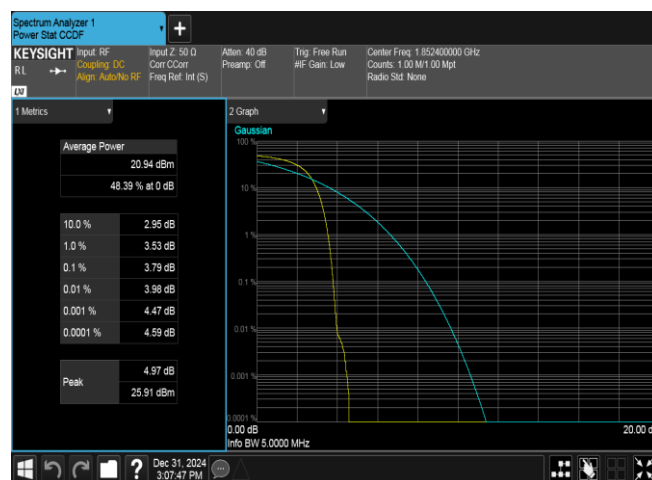 Spectrum Analyzer 1
Power Stat CCDF
+
KEYSIGHT Input: RF Input Z: 50 Ω Atten: 40 dB Trig: Free Run Center Freq: 1.852400000 GHz
R L Coupling: DC Corr CCorr Preamp: Off #IF Gain: Low Counts: 1.00 M/1.00 Mpt
Align: Auto/No RF Freq Ref: Int (S) Radio Std: None
LXI
1 Metrics 2 Graph
Gaussian
Average Power
20.94 dBm
48.39 % at 0 dB
10.0 % 2.95 dB
1.0 % 3.53 dB
0.1 % 3.79 dB
0.01 % 3.98 dB
0.001 % 4.47 dB
0.0001 % 4.59 dB
Peak 4.97 dB
25.91 dBm
100 %
10 %
1 %
0.1 %
0.01 %
0.001 %
0.0001 %
0.00 dB 20.00
Info BW 5.0000 MHz
? Dec 31, 2024
3:07:47 PM